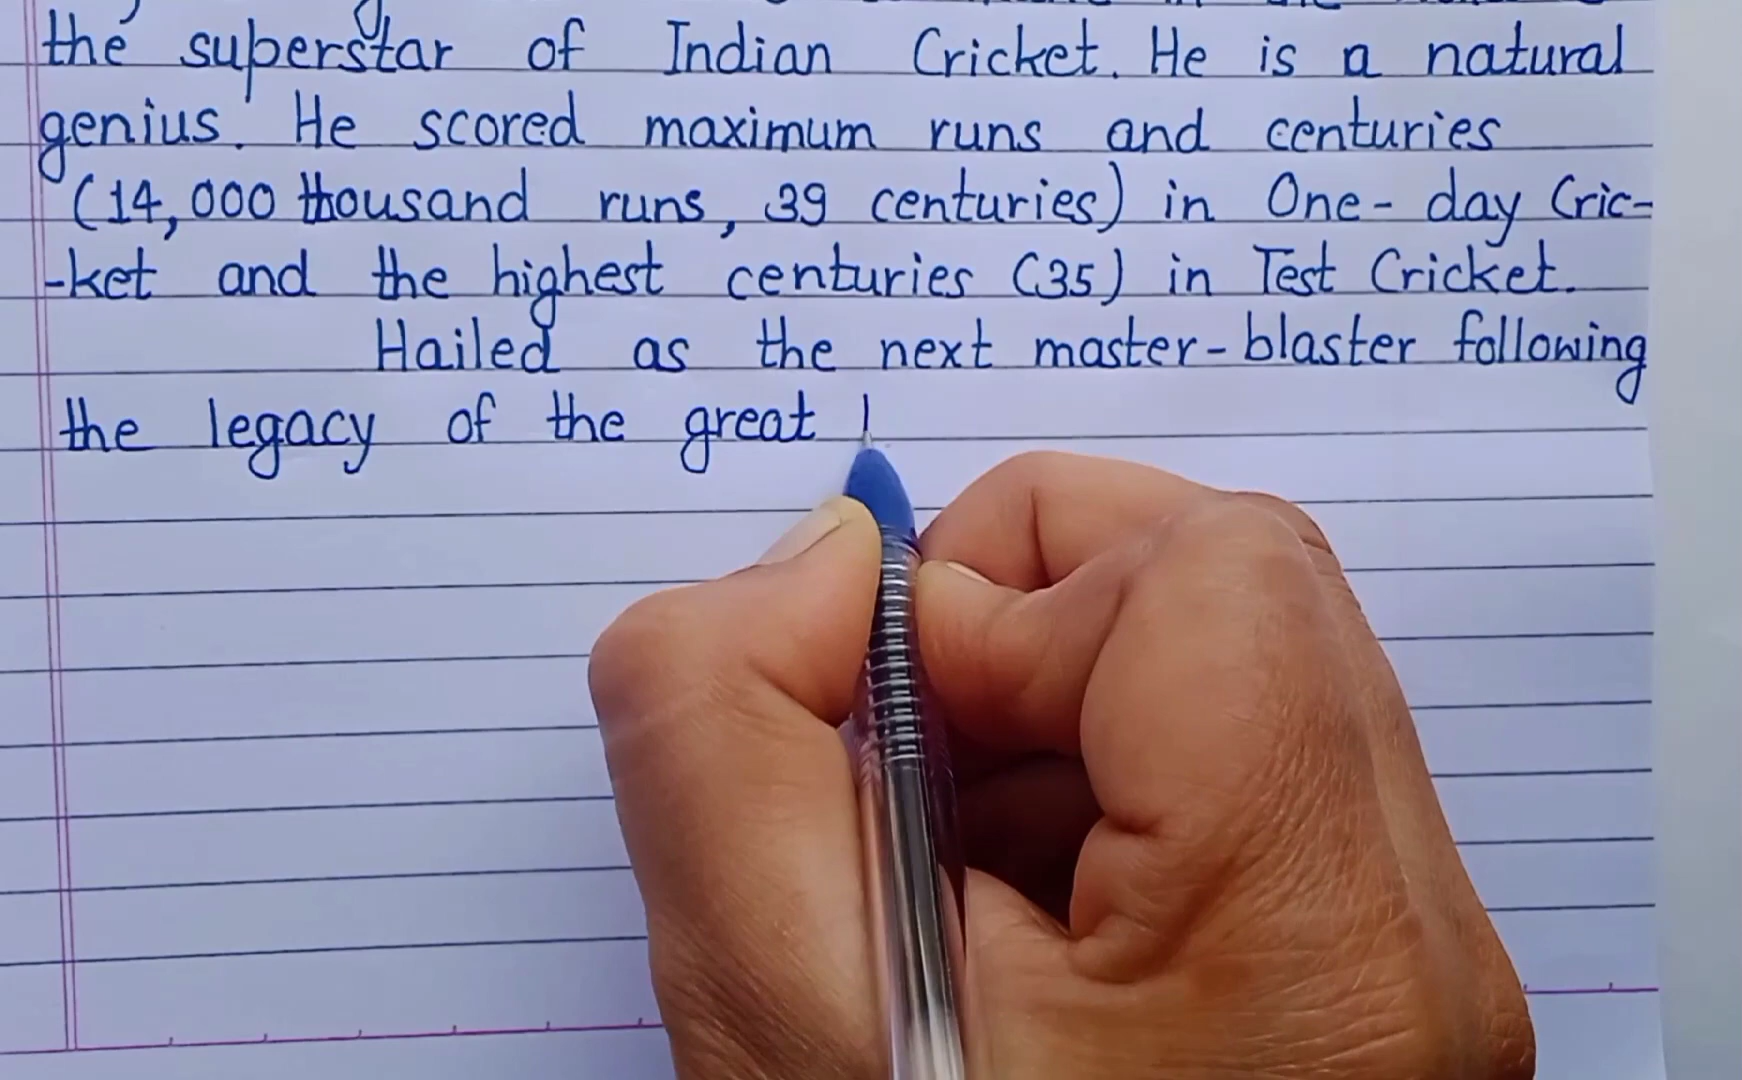 the superstar of Indian Cricket. He is a natural
genius. He scored maximum runs and centuries
(14,000 thousand runs, 39 centuries) in One-day Cric-
-ket and the highest centuries (35) in Test Cricket.
Hailed as the next master-blaster following
the legacy of the great